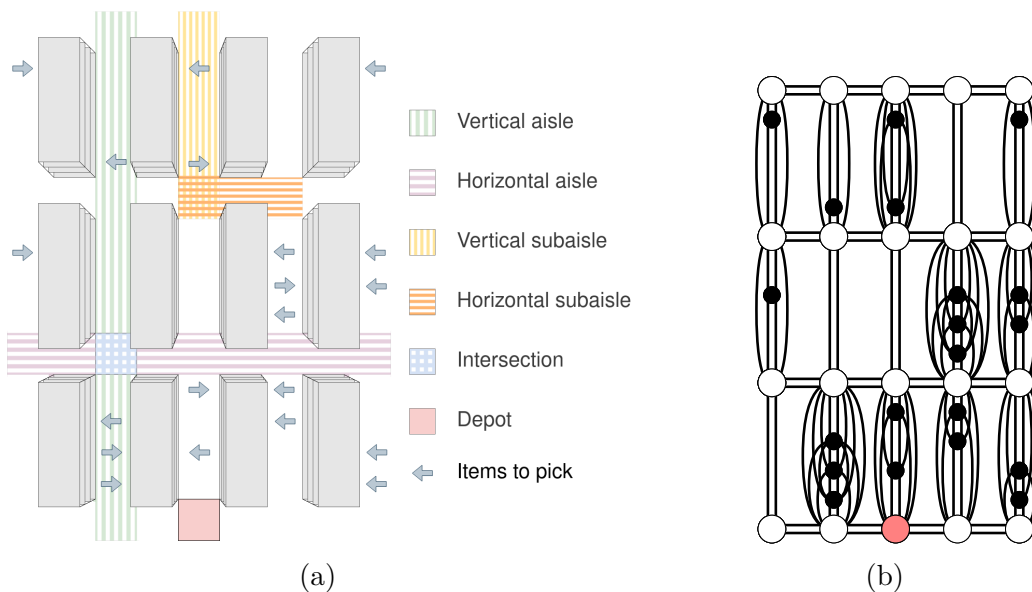 Vertical aisle
Horizontal aisle
Vertical subaisle
Horizontal subaisle
Intersection
Depot
Items to pick
(a)
(b)